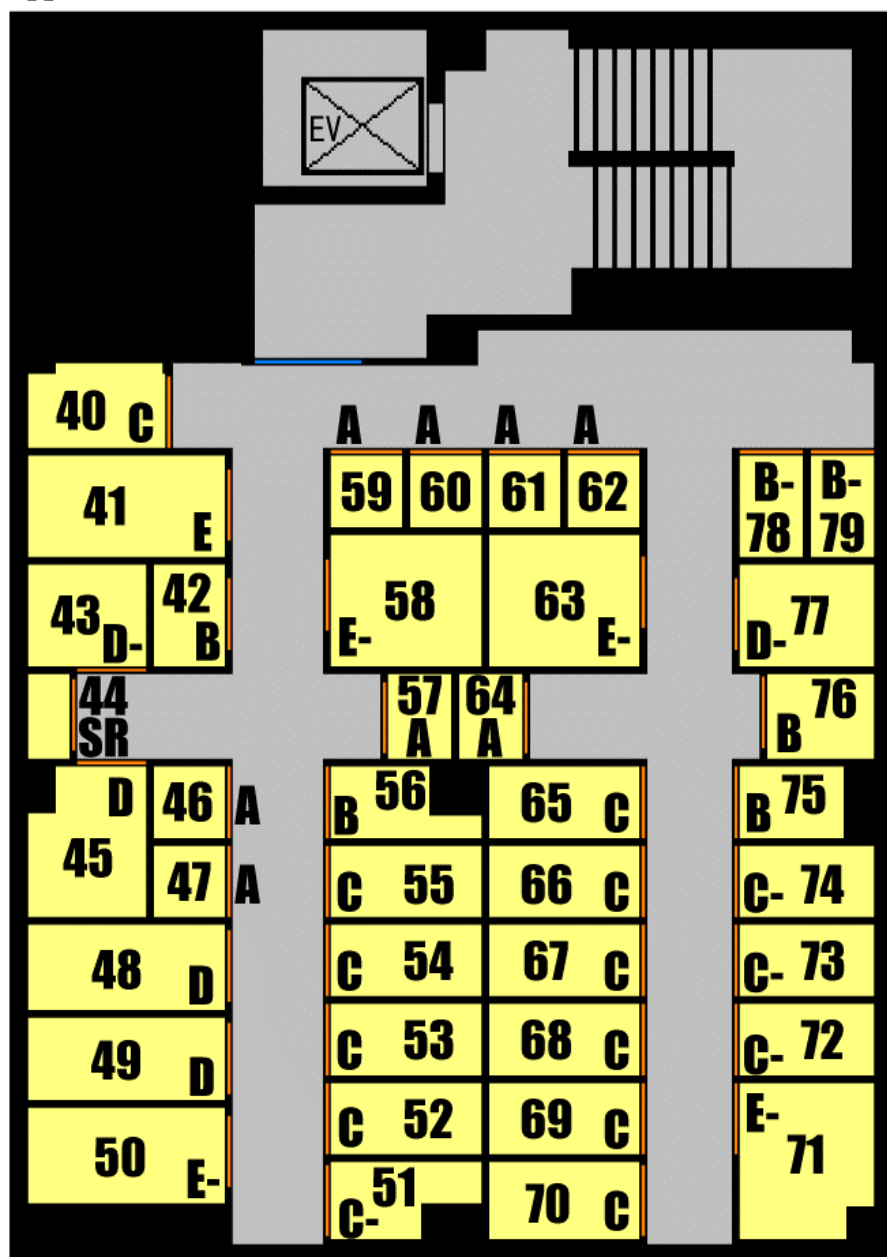 EV
40 C
A A A A
59 60 61 62
B- B-
78 79
41 E
43 D-
42 B
58 E-
63 E-
77 D-
44
SR
57 A
64 A
76 B
D
45
46 A
56 B
65 C
75 B
47 A
55 C
66 C
74 C-
48 D
54 C
67 C
73 C-
49 D
53 C
68 C
72 C-
50 E-
52 C
69 C
E-
71
51 C-
70 C